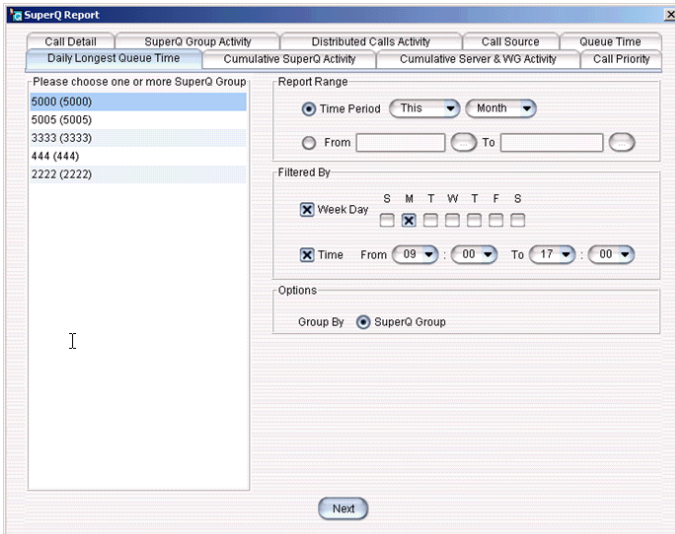 SuperQ Report
Call Detail SuperQ Group Activity Distributed Calls Activity Call Source Queue Time
Daily Longest Queue Time Cumulative SuperQ Activity Cumulative Server & WG Activity Call Priority
Please choose one or more SuperQ Group
5000 (5000)
5005 (5005)
3333 (3333)
444 (444)
2222 (2222)
Report Range
Time Period This Month
From ... To ...
Filtered By
S M T W T F S
Week Day
Time From 09 : 00 To 17 : 00
Options
Group By SuperQ Group
Next